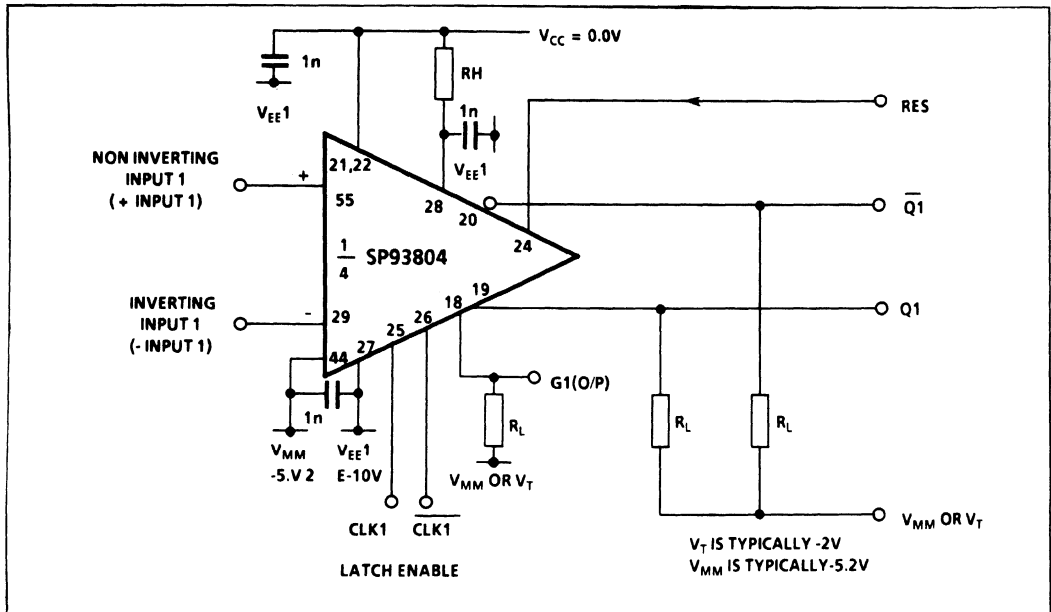 V_CC = 0.0V
1n
RH
RES
V_EE1
1n
V_EE1
NON INVERTING
INPUT 1
( + INPUT 1)
+
21,22
55
28
20
Q̅1̅
24
1/4 SP93804
INVERTING
INPUT 1
(- INPUT 1)
-
29
19
18
26
25
27
44
Q1
G1(O/P)
1n
R_L
R_L
R_L
V_MM
-5.V 2
V_EE1
E-10V
V_MM OR V_T
CLK1
C̅L̅K̅1̅
V_MM OR V_T
LATCH ENABLE
V_T IS TYPICALLY -2V
V_MM IS TYPICALLY-5.2V